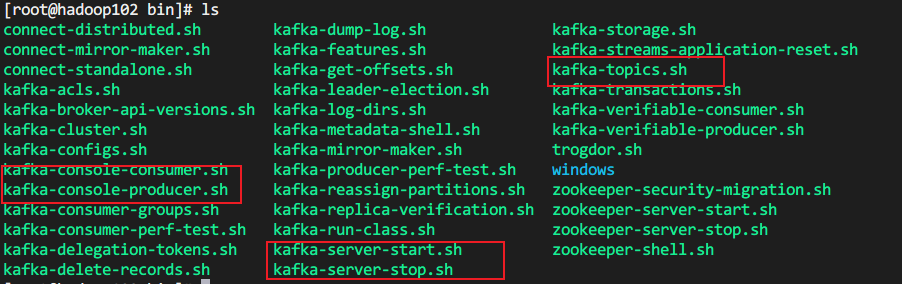 [root@hadoop102 bin]# ls
connect-distributed.sh kafka-dump-log.sh kafka-storage.sh
connect-mirror-maker.sh kafka-features.sh kafka-streams-application-reset.sh
connect-standalone.sh kafka-get-offsets.sh kafka-topics.sh
kafka-acls.sh kafka-leader-election.sh kafka-transactions.sh
kafka-broker-api-versions.sh kafka-log-dirs.sh kafka-verifiable-consumer.sh
kafka-cluster.sh kafka-metadata-shell.sh kafka-verifiable-producer.sh
kafka-configs.sh kafka-mirror-maker.sh trogdor.sh
kafka-console-consumer.sh kafka-producer-perf-test.sh windows
kafka-console-producer.sh kafka-reassign-partitions.sh zookeeper-security-migration.sh
kafka-consumer-groups.sh kafka-replica-verification.sh zookeeper-server-start.sh
kafka-consumer-perf-test.sh kafka-run-class.sh zookeeper-server-stop.sh
kafka-delegation-tokens.sh kafka-server-start.sh zookeeper-shell.sh
kafka-delete-records.sh kafka-server-stop.sh